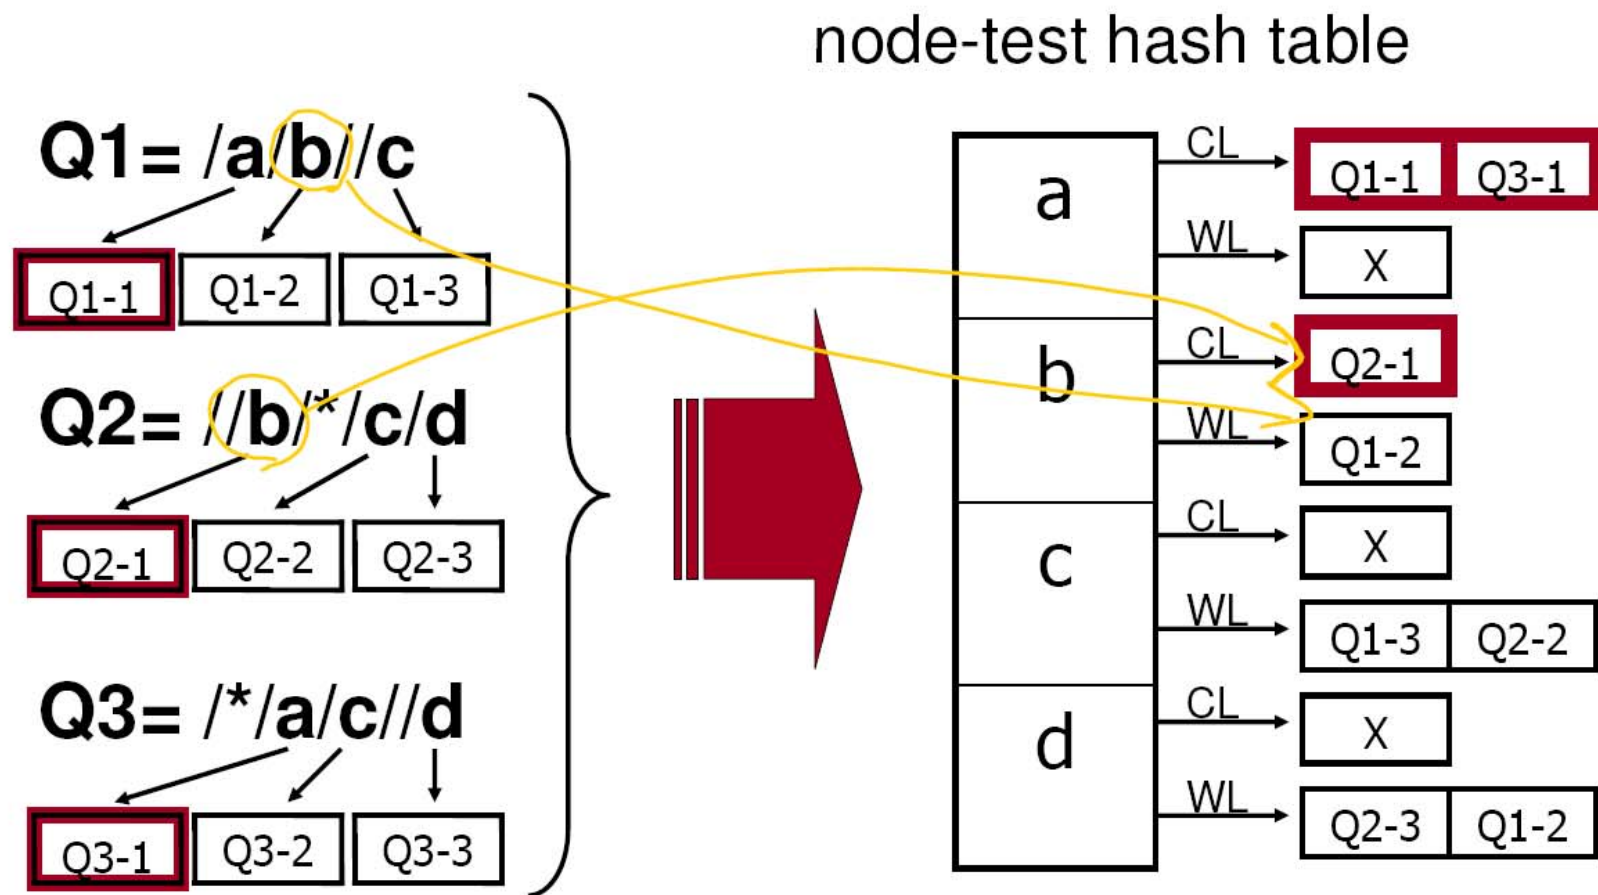 node-test hash table
Q1= /a/b//c
Q1-1 Q1-2 Q1-3
Q2= //b/*/c/d
Q2-1 Q2-2 Q2-3
Q3= /*/a/c//d
Q3-1 Q3-2 Q3-3
a
CL Q1-1 Q3-1
WL X
b
CL Q2-1
WL Q1-2
c
CL X
WL Q1-3 Q2-2
d
CL X
WL Q2-3 Q1-2